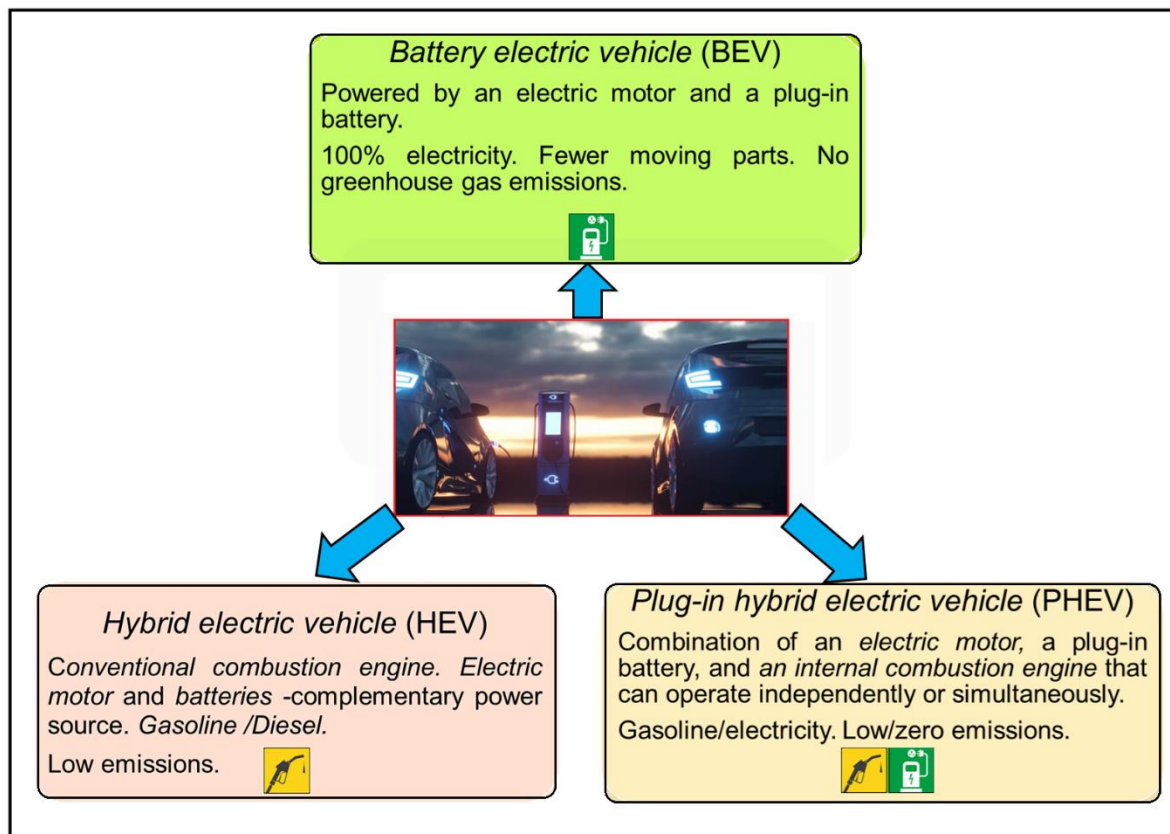 Battery electric vehicle (BEV)
Powered by an electric motor and a plug-in
battery.
100% electricity. Fewer moving parts. No
greenhouse gas emissions.
Hybrid electric vehicle (HEV)
Conventional combustion engine. Electric
motor and batteries -complementary power
source. Gasoline /Diesel.
Low emissions.
Plug-in hybrid electric vehicle (PHEV)
Combination of an electric motor, a plug-in
battery, and an internal combustion engine that
can operate independently or simultaneously.
Gasoline/electricity. Low/zero emissions.